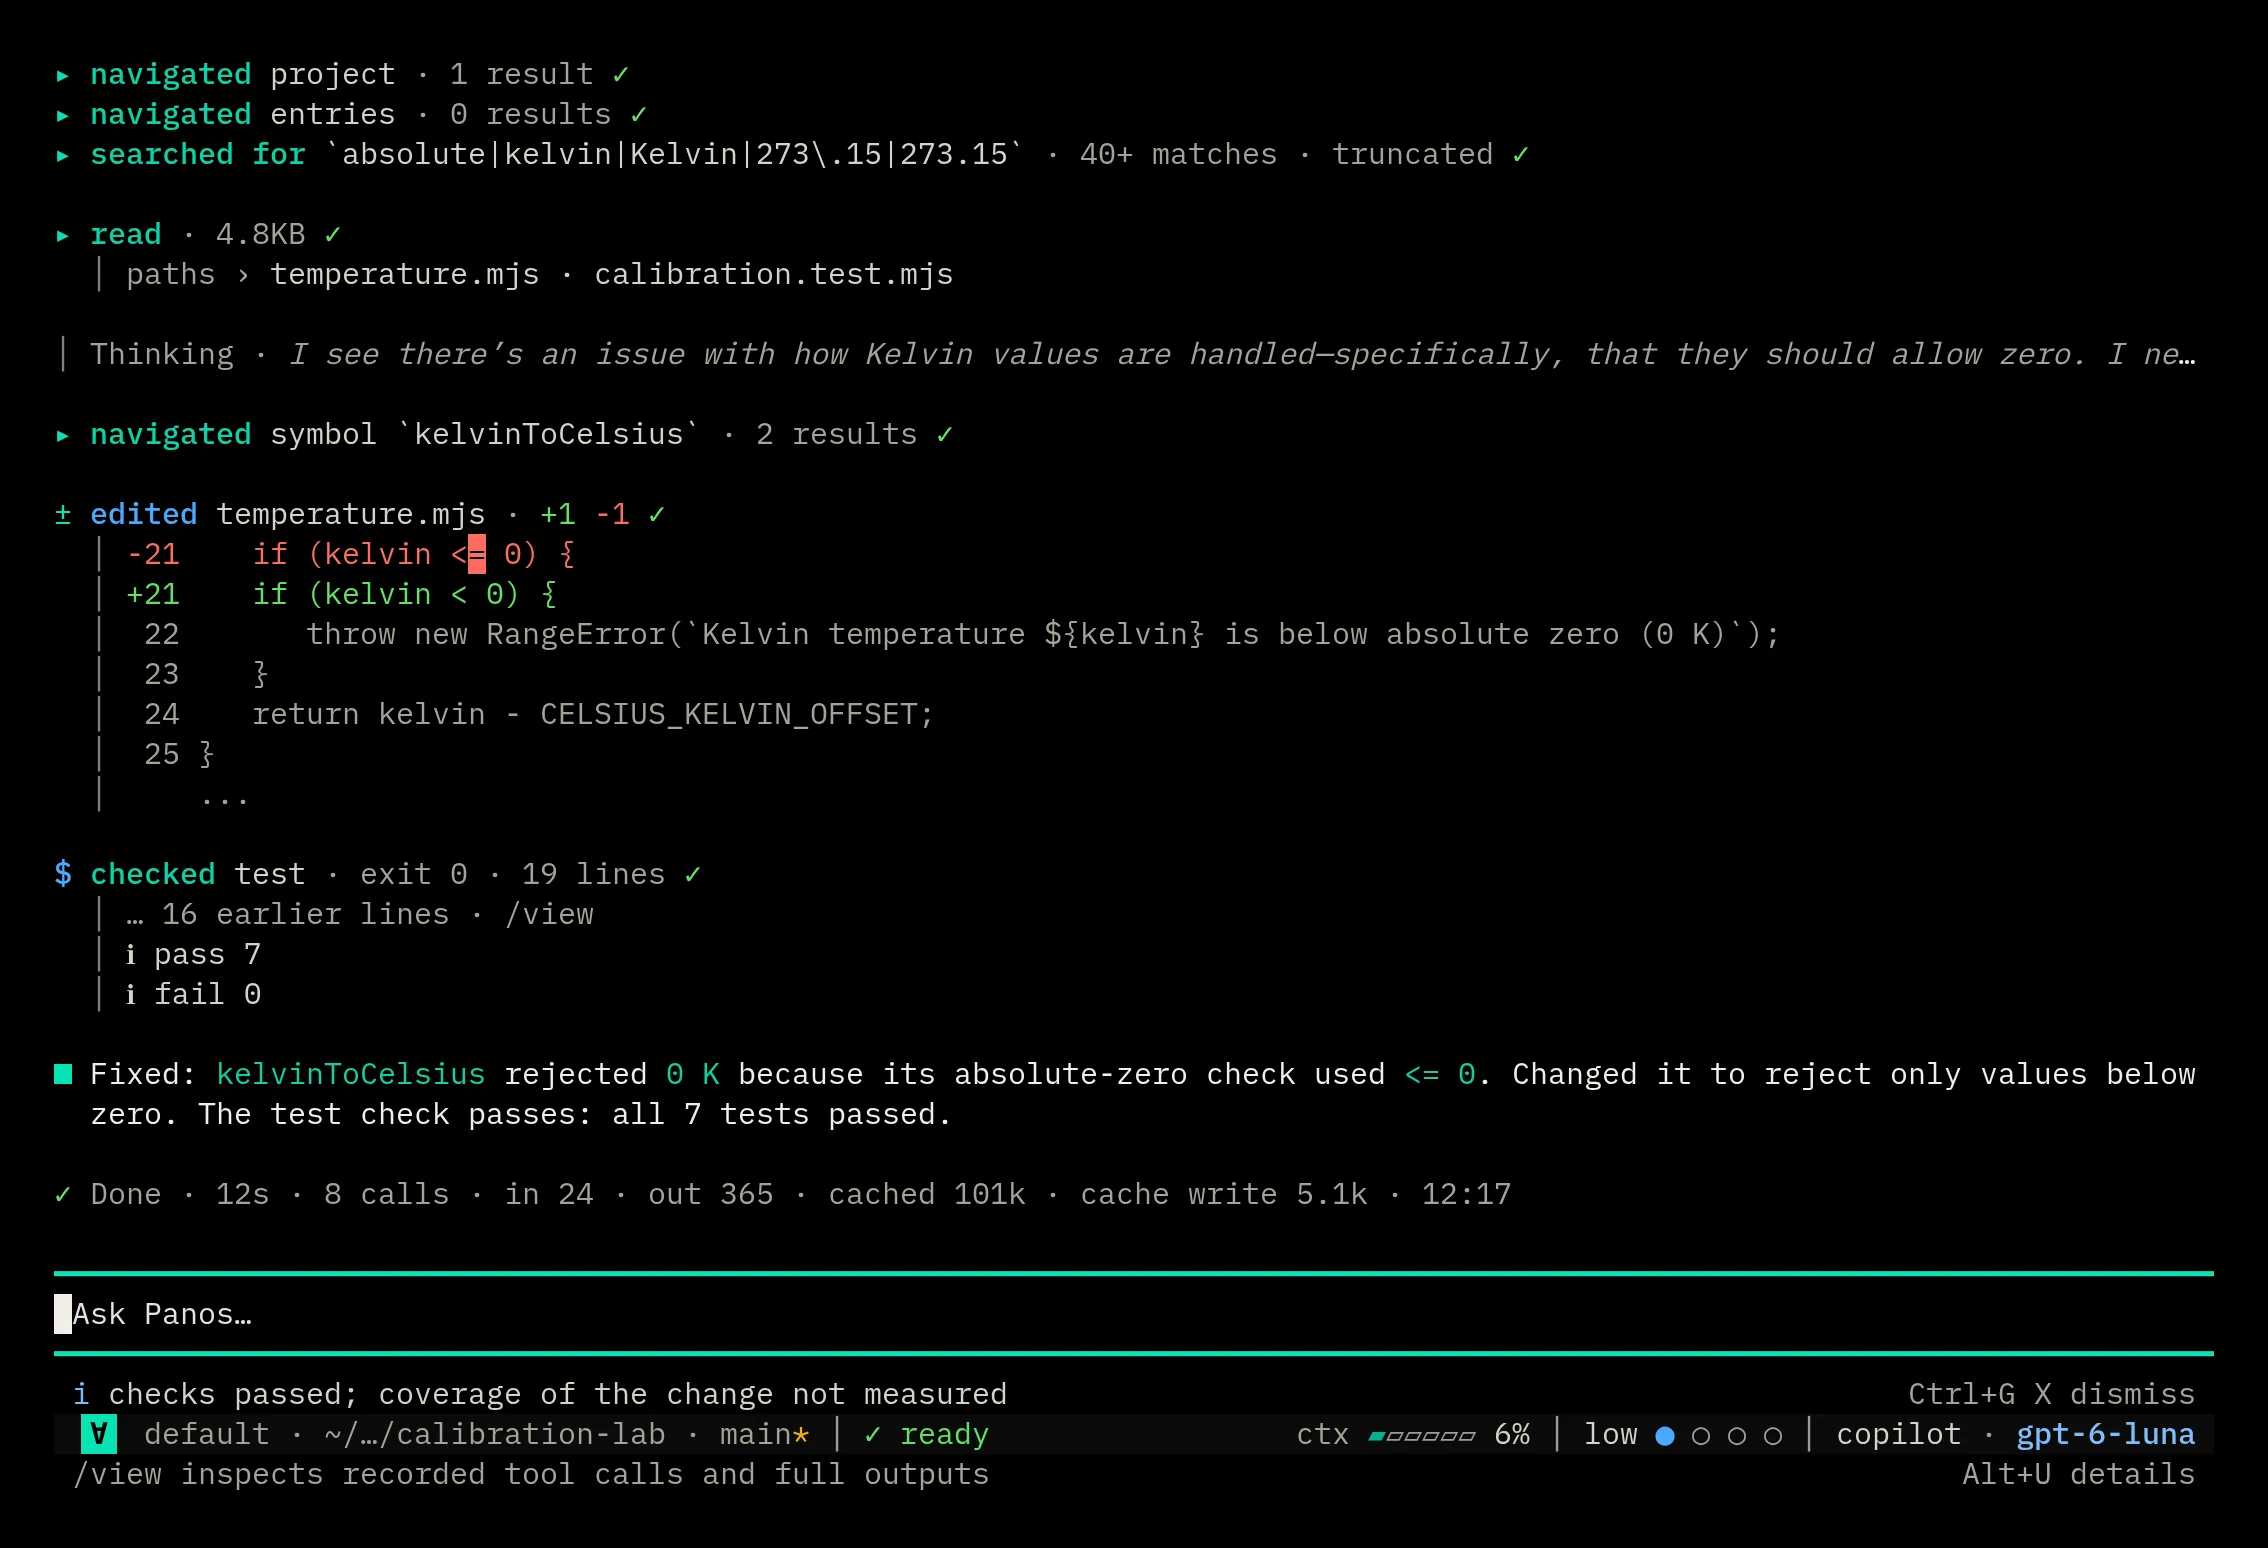 ▸ navigated project · 1 result ✓
▸ navigated entries · 0 results ✓
▸ searched for `absolute|kelvin|Kelvin|273\.15|273.15` · 40+ matches · truncated ✓
▸ read · 4.8KB ✓
│ paths › temperature.mjs · calibration.test.mjs
│ Thinking · I see there’s an issue with how Kelvin values are handled—specifically, that they should allow zero. I ne…
▸ navigated symbol `kelvinToCelsius` · 2 results ✓
± edited temperature.mjs · +1 -1 ✓
│ -21    if (kelvin <= 0) {
│ +21    if (kelvin < 0) {
│  22       throw new RangeError(`Kelvin temperature ${kelvin} is below absolute zero (0 K)`);
│  23    }
│  24    return kelvin - CELSIUS_KELVIN_OFFSET;
│  25 }
│     ...
$ checked test · exit 0 · 19 lines ✓
│ … 16 earlier lines · /view
│ ℹ pass 7
│ ℹ fail 0
■ Fixed: kelvinToCelsius rejected 0 K because its absolute-zero check used <= 0. Changed it to reject only values below
zero. The test check passes: all 7 tests passed.
✓ Done · 12s · 8 calls · in 24 · out 365 · cached 101k · cache write 5.1k · 12:17
Ask Panos…
i checks passed; coverage of the change not measured Ctrl+G X dismiss
∀ default · ~/…/calibration-lab · main* │ ✓ ready ctx ▰▱▱▱▱▱ 6% │ low ● ○ ○ ○ │ copilot · gpt-6-luna
/view inspects recorded tool calls and full outputs Alt+U details